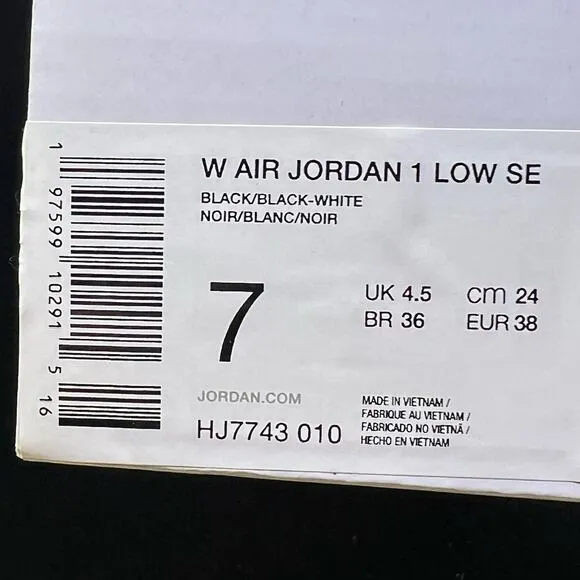 W AIR JORDAN 1 LOW SE
BLACK/BLACK-WHITE
NOIR/BLANC/NOIR
7
UK 4.5 cm 24
BR 36 EUR 38
JORDAN.COM
HJ7743 010
MADE IN VIETNAM /
FABRIQUE AU VIETNAM /
FABRICADO NO VIETNÃ /
HECHO EN VIETNAM
1 97599 10291 5 16